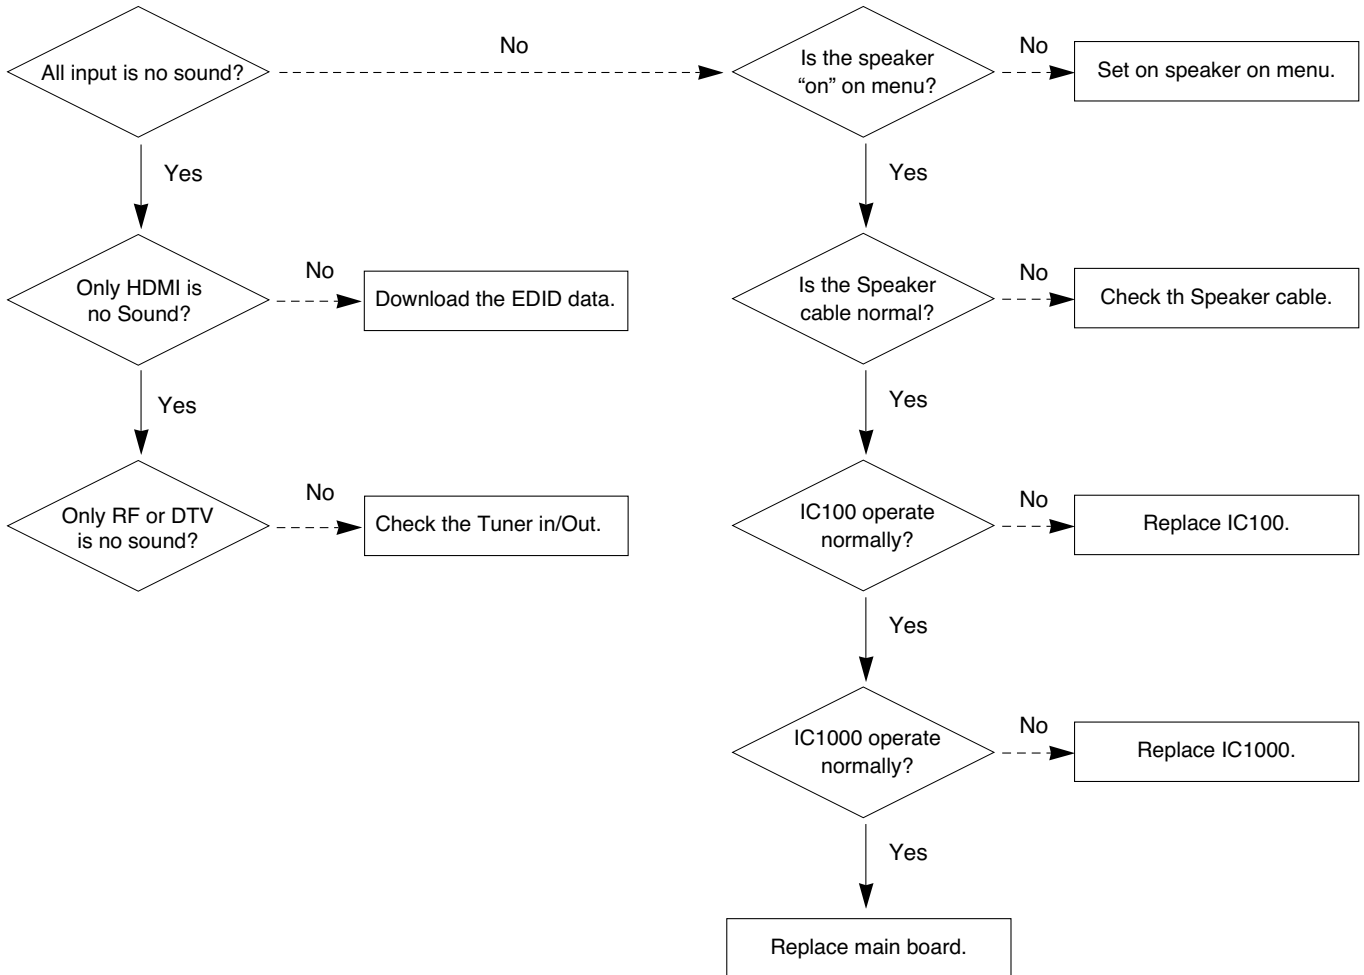 All input is no sound?
No
Is the speaker
“on” on menu?
No
Set on speaker on menu.
Yes
Yes
Only HDMI is
no Sound?
No
Download the EDID data.
Is the Speaker
cable normal?
No
Check th Speaker cable.
Yes
Yes
Only RF or DTV
is no sound?
No
Check the Tuner in/Out.
IC100 operate
normally?
No
Replace IC100.
Yes
IC1000 operate
normally?
No
Replace IC1000.
Yes
Replace main board.